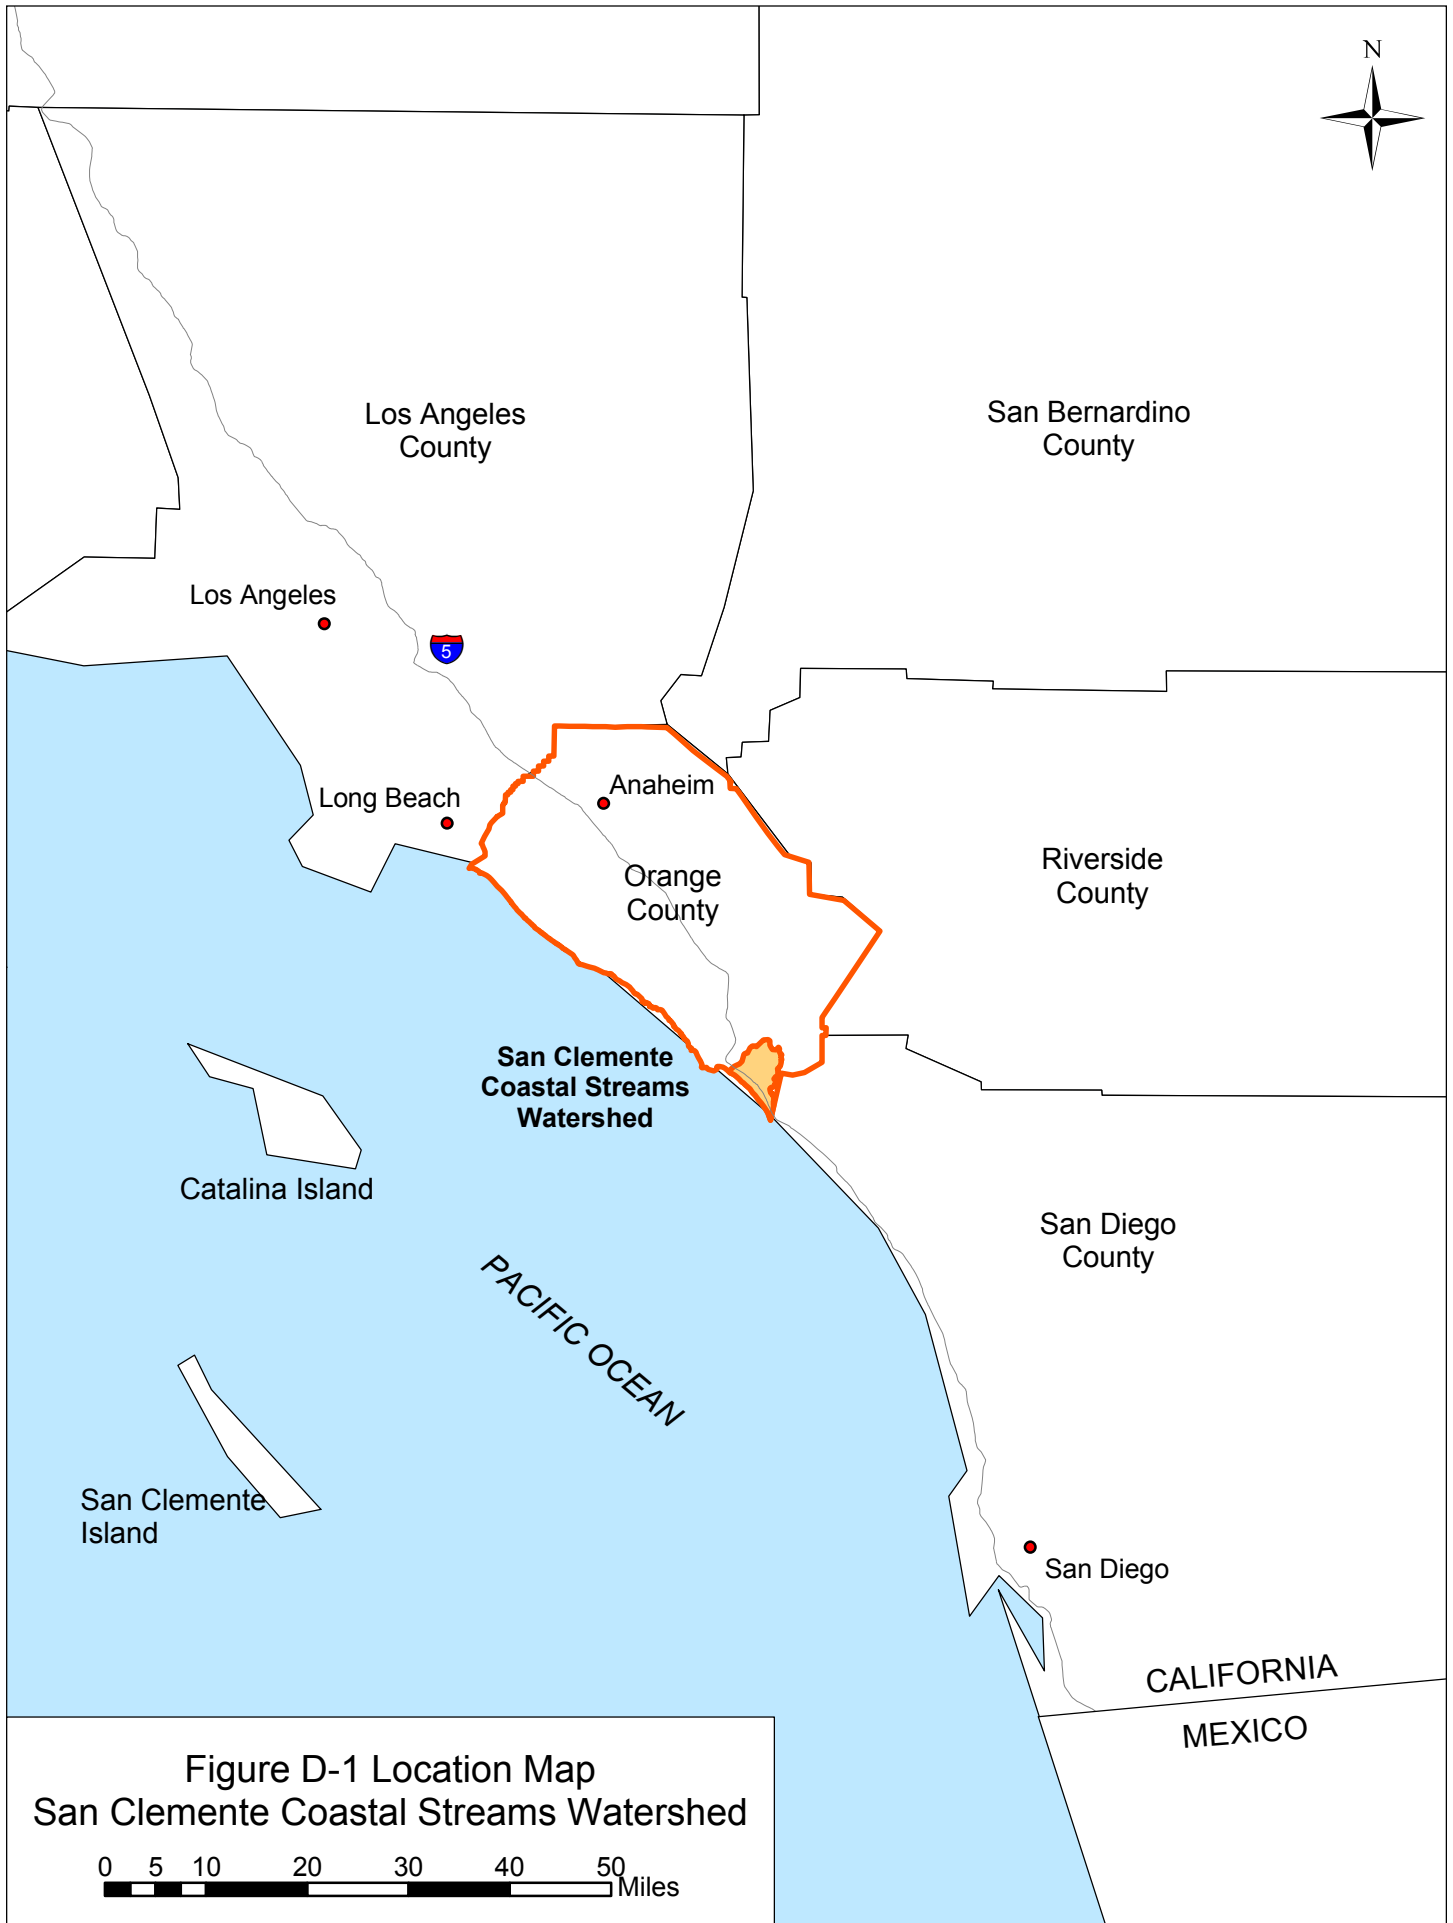 N
Los Angeles
County
San Bernardino
County
Los Angeles
5
Long Beach
Anaheim
Orange
County
Riverside
County
San Clemente
Coastal Streams
Watershed
Catalina Island
San Diego
County
PACIFIC OCEAN
San Clemente
Island
San Diego
CALIFORNIA
MEXICO
Figure D-1 Location Map
San Clemente Coastal Streams Watershed
0 5 10 20 30 40 50
Miles